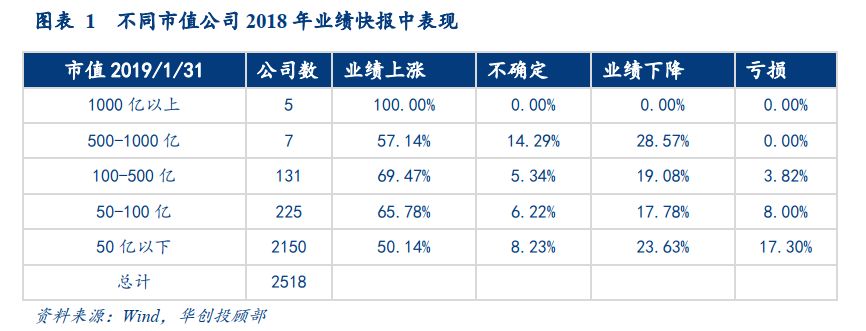 图表 1 不同市值公司 2018 年业绩快报中表现
市值 2019/1/31 公司数 业绩上涨 不确定 业绩下降 亏损
1000 亿以上 5 100.00% 0.00% 0.00% 0.00%
500-1000 亿 7 57.14% 14.29% 28.57% 0.00%
100-500 亿 131 69.47% 5.34% 19.08% 3.82%
50-100 亿 225 65.78% 6.22% 17.78% 8.00%
50 亿以下 2150 50.14% 8.23% 23.63% 17.30%
总计 2518
资料来源：Wind，华创投顾部